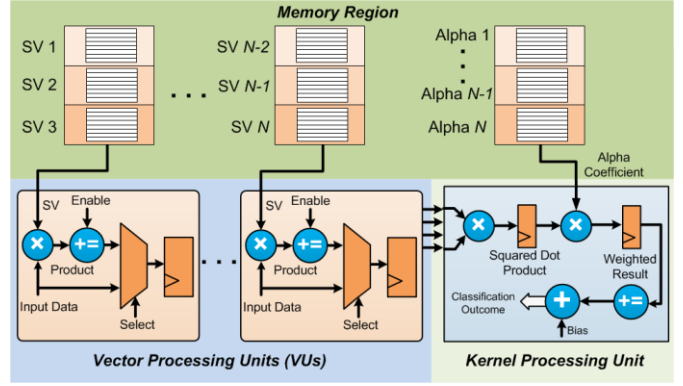 Memory Region
SV 1
SV 2
SV 3
. . .
SV N-2
SV N-1
SV N
Alpha 1
Alpha N-1
Alpha N
Alpha
Coefficient
SV
Enable
×
+=
Product
Input Data
Select
. . .
SV
Enable
×
+=
Product
Input Data
Select
×
Squared Dot
Product
×
Weighted
Result
+=
+
Bias
Classification
Outcome
Vector Processing Units (VUs)
Kernel Processing Unit